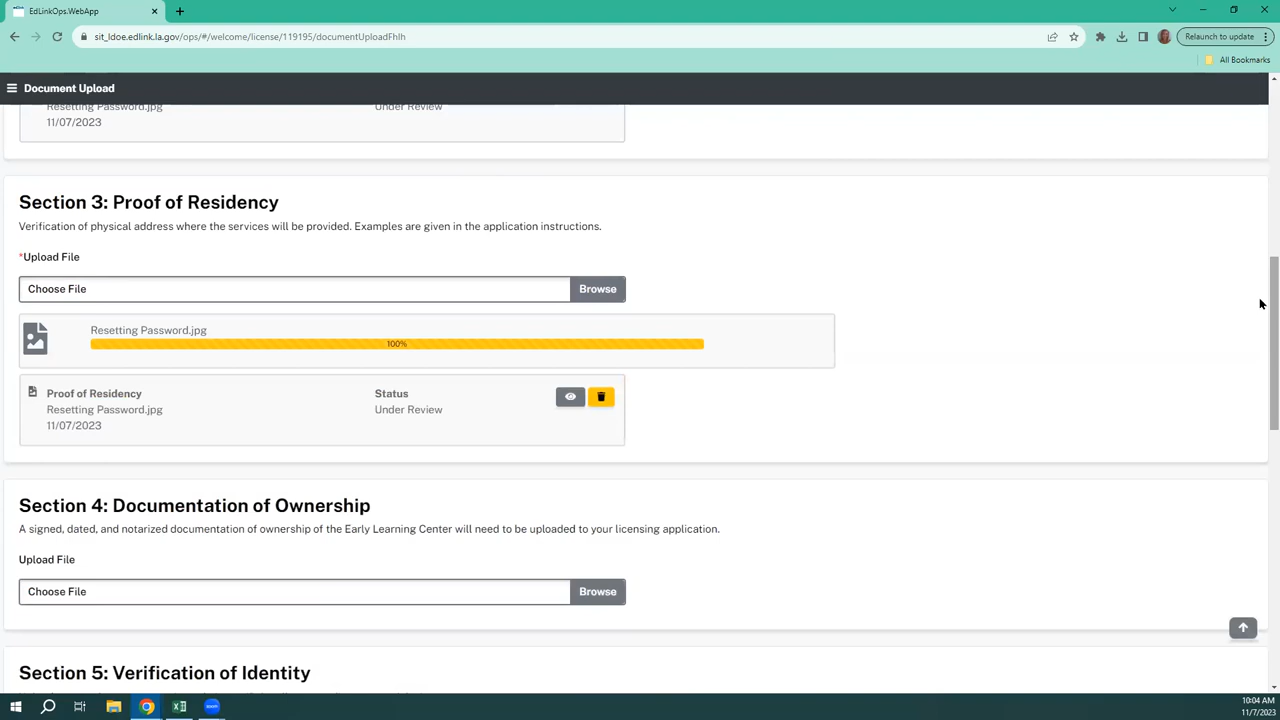 EdLinkOps.WebApp
sit_ldoe.edlink.la.gov/ops/#/welcome/license/119195/documentUploadFhlh
Relaunch to update
All Bookmarks
Document Upload
Resetting Password.jpg Under Review
11/07/2023
Section 3: Proof of Residency
Verification of physical address where the services will be provided. Examples are given in the application instructions.
*Upload File
Choose File Browse
Resetting Password.jpg
100%
Proof of Residency Status
Resetting Password.jpg Under Review
11/07/2023
Section 4: Documentation of Ownership
A signed, dated, and notarized documentation of ownership of the Early Learning Center will need to be uploaded to your licensing application.
Upload File
Choose File Browse
Section 5: Verification of Identity
10:04 AM
11/7/2023